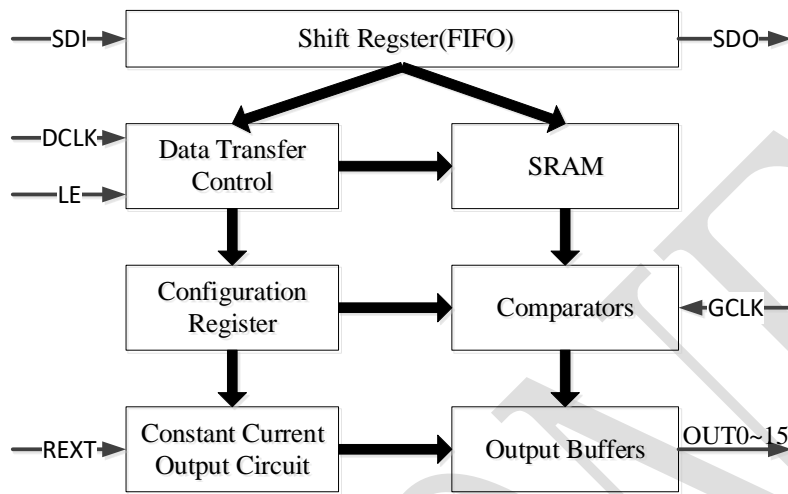 SDI
Shift Regster(FIFO)
SDO
DCLK
LE
Data Transfer
Control
SRAM
Configuration
Register
Comparators
GCLK
REXT
Constant Current
Output Circuit
Output Buffers
OUT0~15